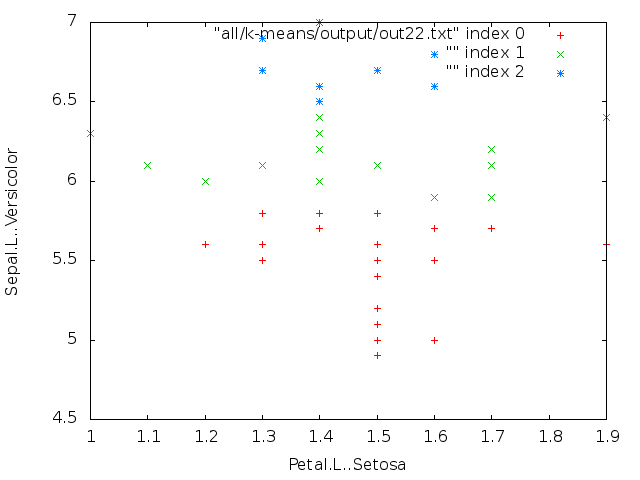 7
"all/k-means/output/out22.txt" index 0
"" index 1
"" index 2
6.5
6
5.5
5
4.5
Sepal.L..Versicolor
1 1.1 1.2 1.3 1.4 1.5 1.6 1.7 1.8 1.9
Petal.L..Setosa